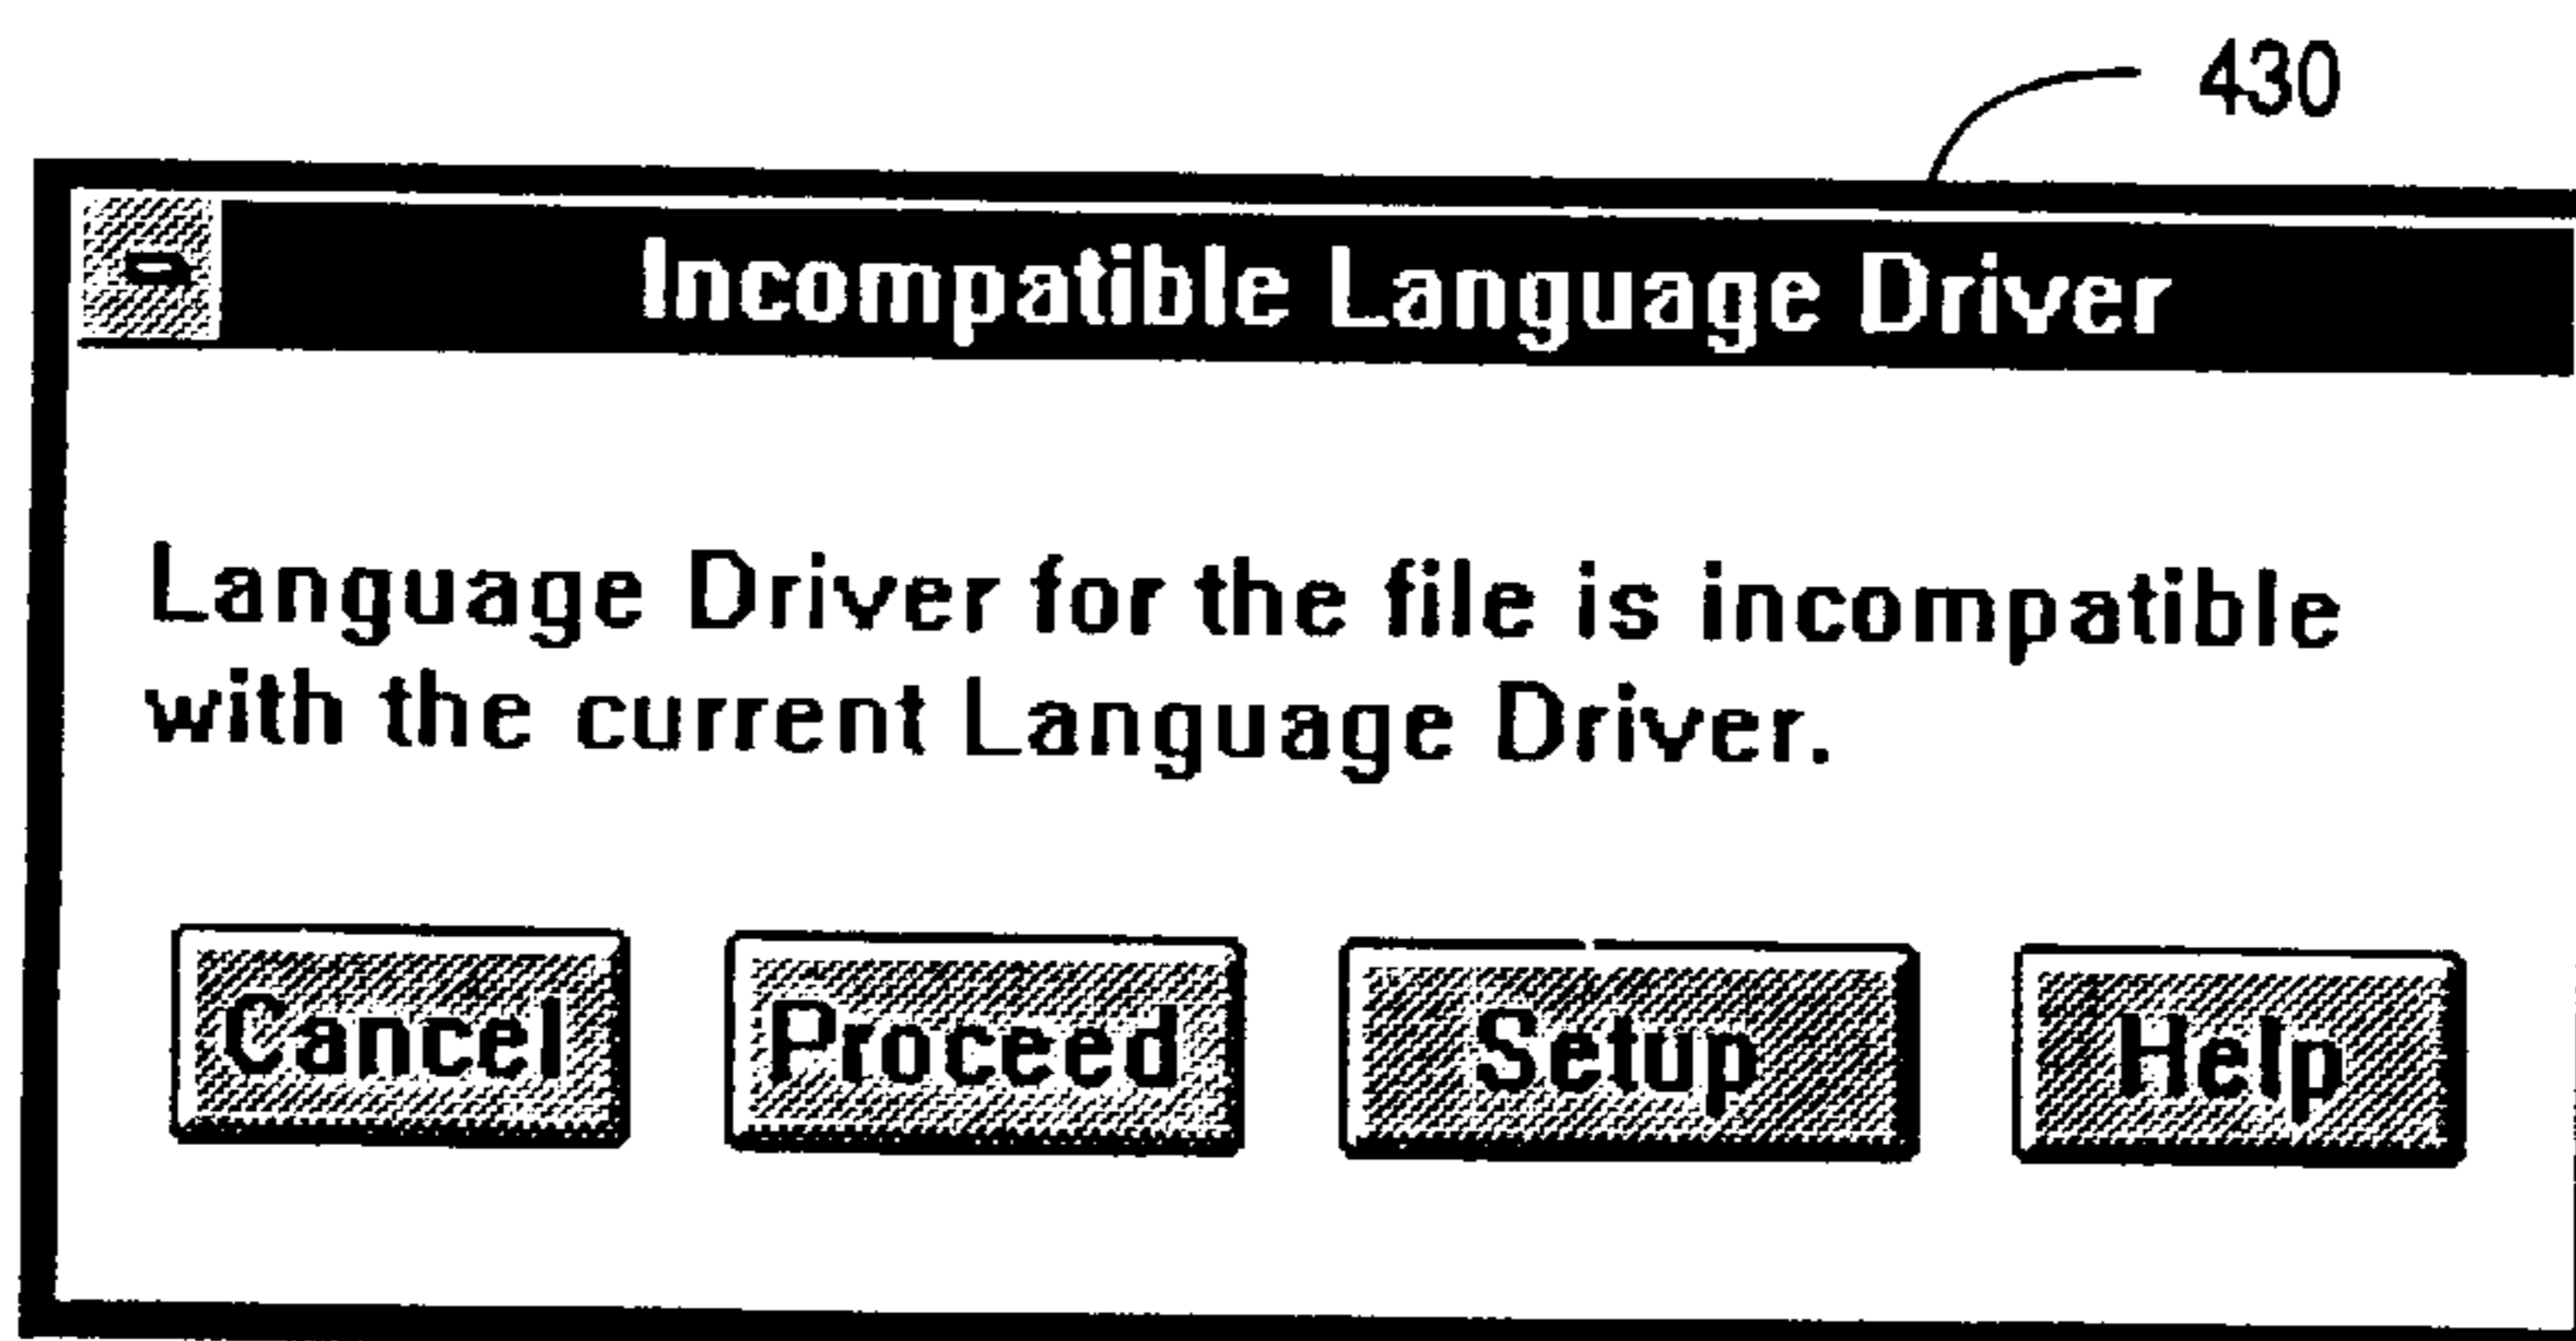 430
Incompatible Language Driver
Language Driver for the file is incompatible
with the current Language Driver.
Cancel Proceed Setup Help